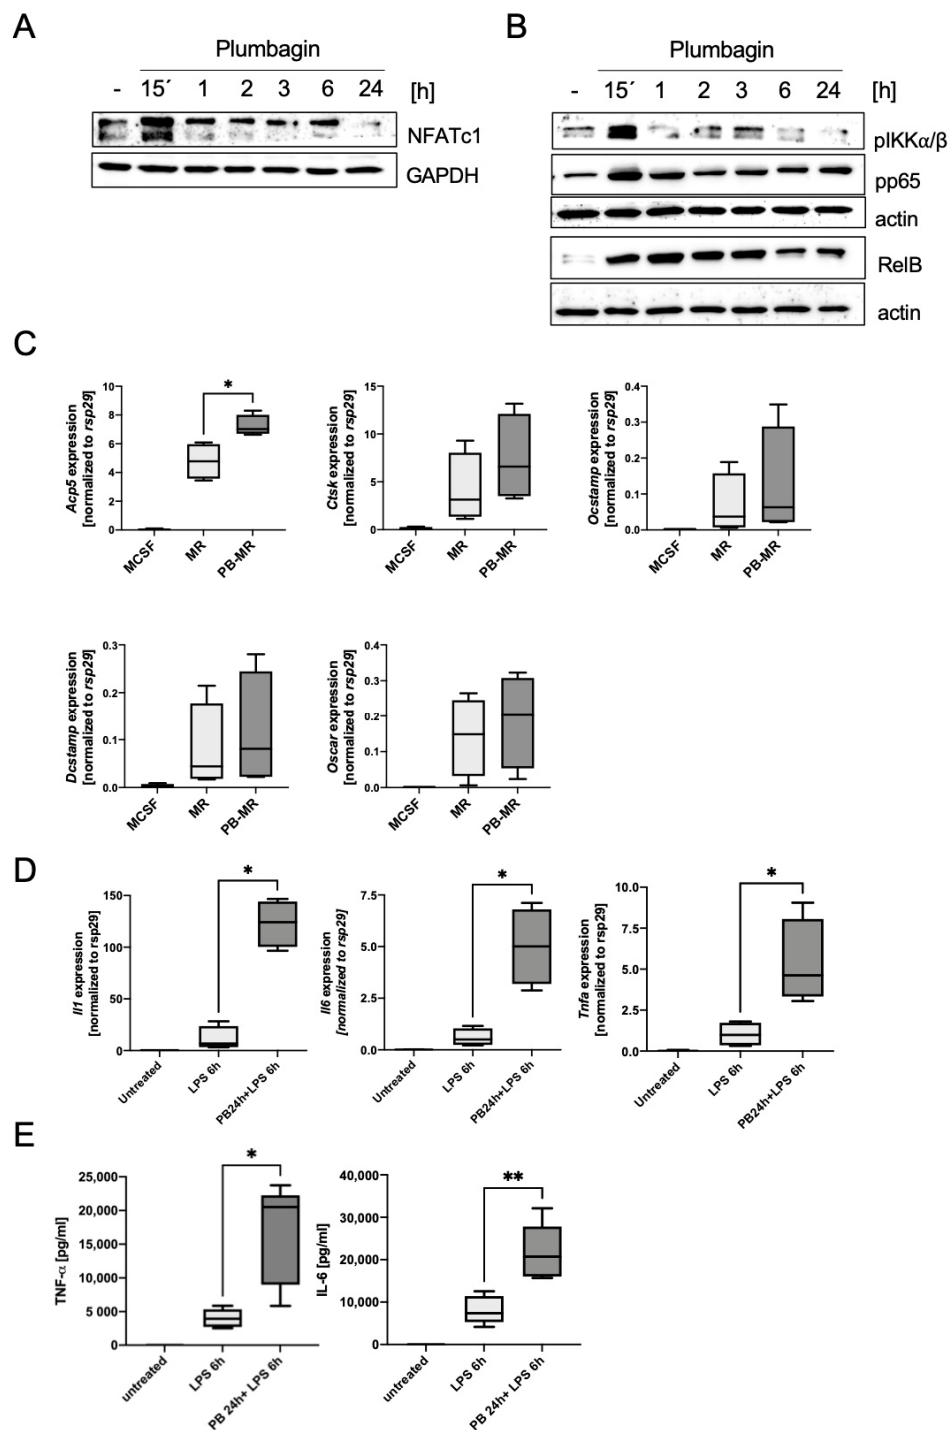 A
Plumbagin
- 15´ 1 2 3 6 24 [h]
NFATc1
GAPDH
B
Plumbagin
- 15´ 1 2 3 6 24 [h]
pIKKα/β
pp65
actin
RelB
actin
C
Acp5 expression
[normalized to rsp29]
10
8
6
4
2
0
*
MCSF
MR
PB-MR
Ctsk expression
[normalized to rsp29]
15
10
5
0
MCSF
MR
PB-MR
Ocstamp expression
[normalized to rsp29]
0.4
0.3
0.2
0.1
0.0
MCSF
MR
PB-MR
Dcstamp expression
[normalized to rsp29]
0.3
0.2
0.1
0.0
MCSF
MR
PB-MR
Oscar expression
[normalized to rsp29]
0.4
0.3
0.2
0.1
0.0
MCSF
MR
PB-MR
D
Il1 expression
[normalized to rsp29]
150
100
50
0
*
Untreated
LPS 6h
PB24h+LPS 6h
Il6 expression
[normalized to rsp29]
7.5
5.0
2.5
0.0
*
Untreated
LPS 6h
PB24h+LPS 6h
Tnfa expression
[normalized to rsp29]
10.0
7.5
5.0
2.5
0.0
*
Untreated
LPS 6h
PB24h+LPS 6h
E
TNF-α [pg/ml]
25,000
20,000
15,000
10,000
5 000
0
*
untreated
LPS 6h
PB 24h+ LPS 6h
IL-6 [pg/ml]
40,000
30,000
20,000
10,000
0
**
untreated
LPS 6h
PB 24h+ LPS 6h